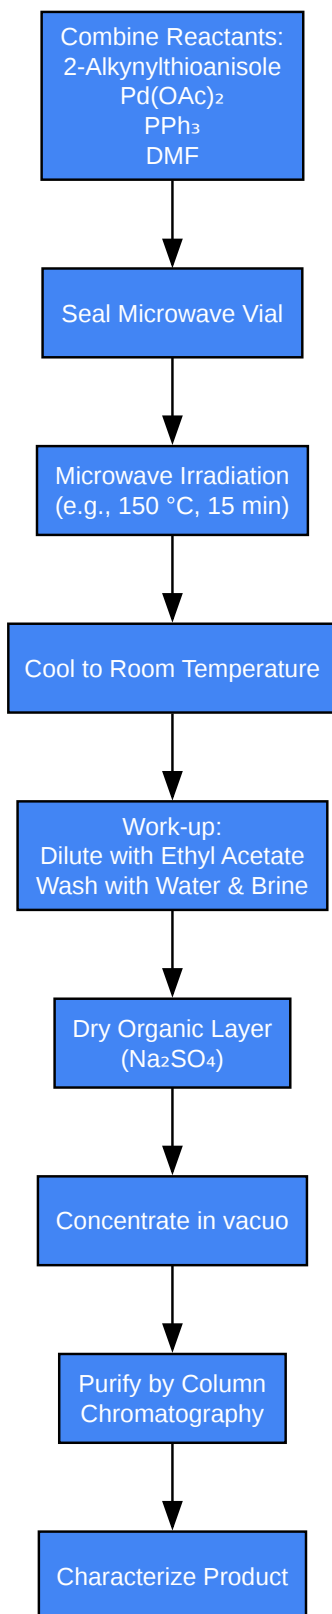 Combine Reactants:
2-Alkynylthioanisole
Pd(OAc)₂
PPh₃
DMF
Seal Microwave Vial
Microwave Irradiation
(e.g., 150 °C, 15 min)
Cool to Room Temperature
Work-up:
Dilute with Ethyl Acetate
Wash with Water & Brine
Dry Organic Layer
(Na₂SO₄)
Concentrate in vacuo
Purify by Column
Chromatography
Characterize Product